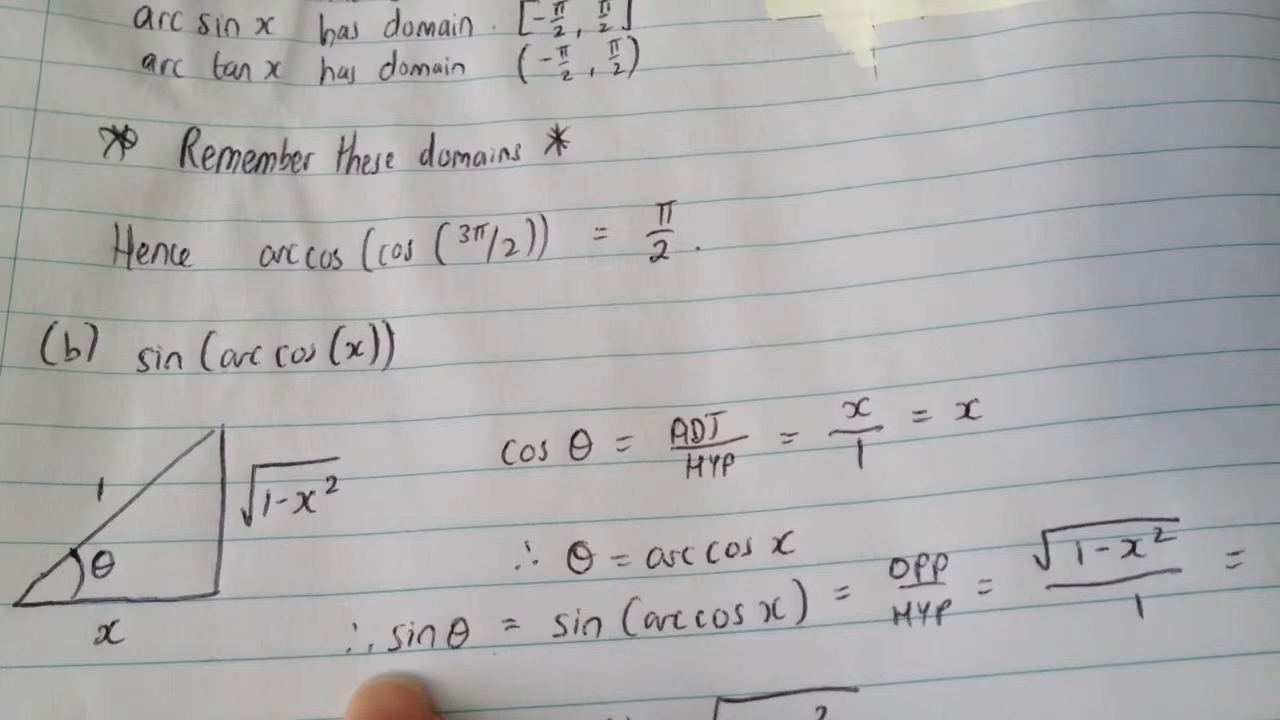 arc sin x has domain. [-π/2, π/2]
arc tan x has domain (-π/2, π/2)
* Remember these domains *
Hence arccos (cos (3π/2)) = π/2.
(b) sin (arc cos (x))
cos θ = ADJ/HYP = x/1 = x
1
√1-x²
θ
x
∴ θ = arc cos x
∴ sin θ = sin (arc cos x) = OPP/HYP = √1-x²/1 =